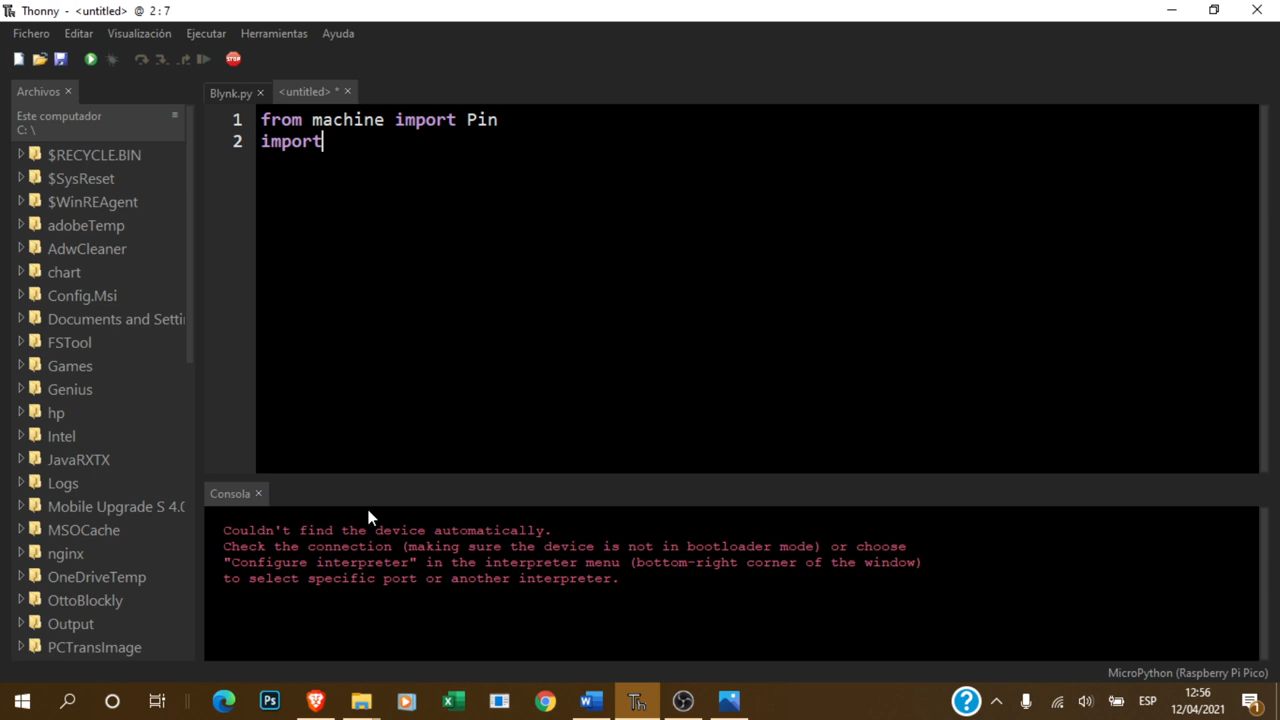 Thonny - <untitled> @ 2:7
Fichero Editar Visualización Ejecutar Herramientas Ayuda
STOP
Archivos ×
Blynk.py ×
<untitled> * ×
Este computador
C: \
$RECYCLE.BIN
$SysReset
$WinREAgent
adobeTemp
AdwCleaner
chart
Config.Msi
Documents and Setti
FSTool
Games
Genius
hp
Intel
JavaRXTX
Logs
Mobile Upgrade S 4.0
MSOCache
nginx
OneDriveTemp
OttoBlockly
Output
PCTransImage
1 from machine import Pin
2 import
Consola ×
Couldn't find the device automatically.
Check the connection (making sure the device is not in bootloader mode) or choose
"Configure interpreter" in the interpreter menu (bottom-right corner of the window)
to select specific port or another interpreter.
MicroPython (Raspberry Pi Pico)
Ps
Th
ESP
12:56
12/04/2021
1